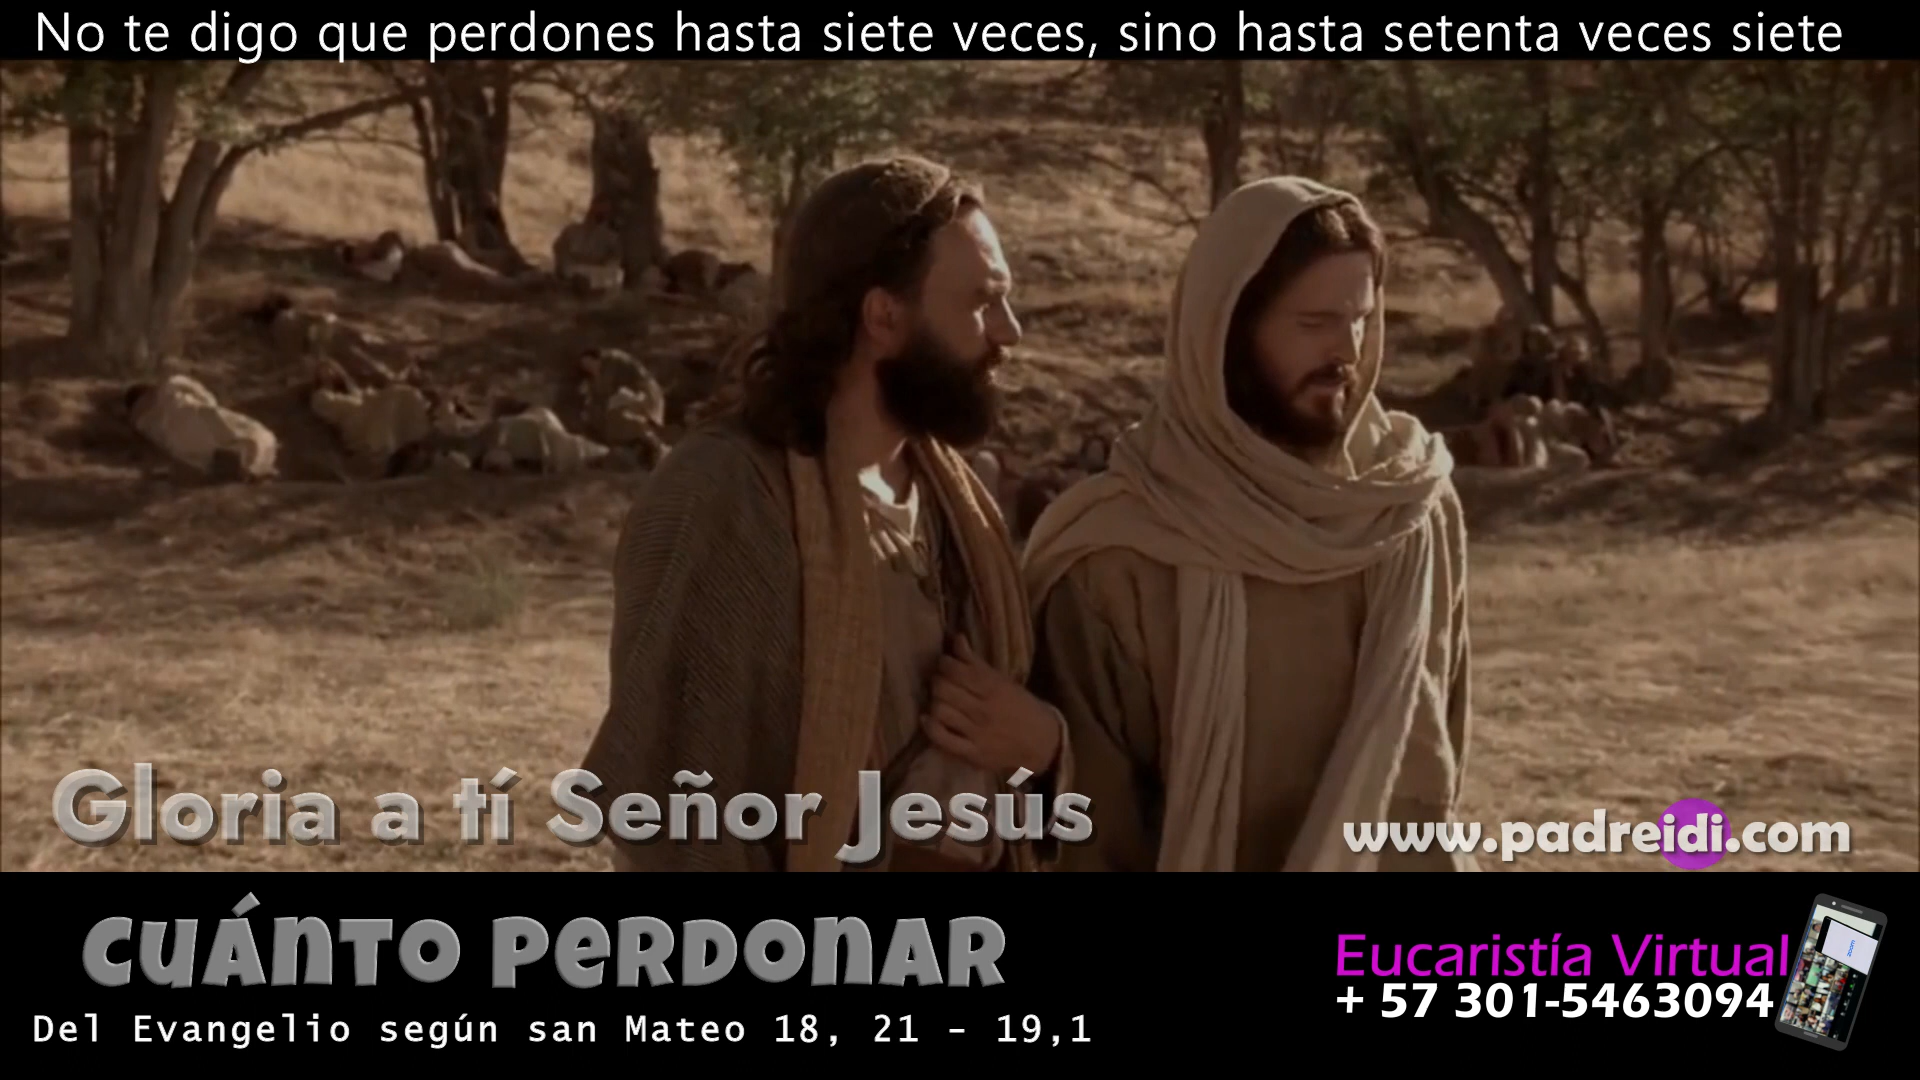 No te digo que perdones hasta siete veces, sino hasta setenta veces siete
Gloria a tí Señor Jesús
www.padreidi.com
CUÁNTO PERDONAR
Del Evangelio según san Mateo 18, 21 - 19,1
Eucaristía Virtual
+ 57 301-5463094
zoom